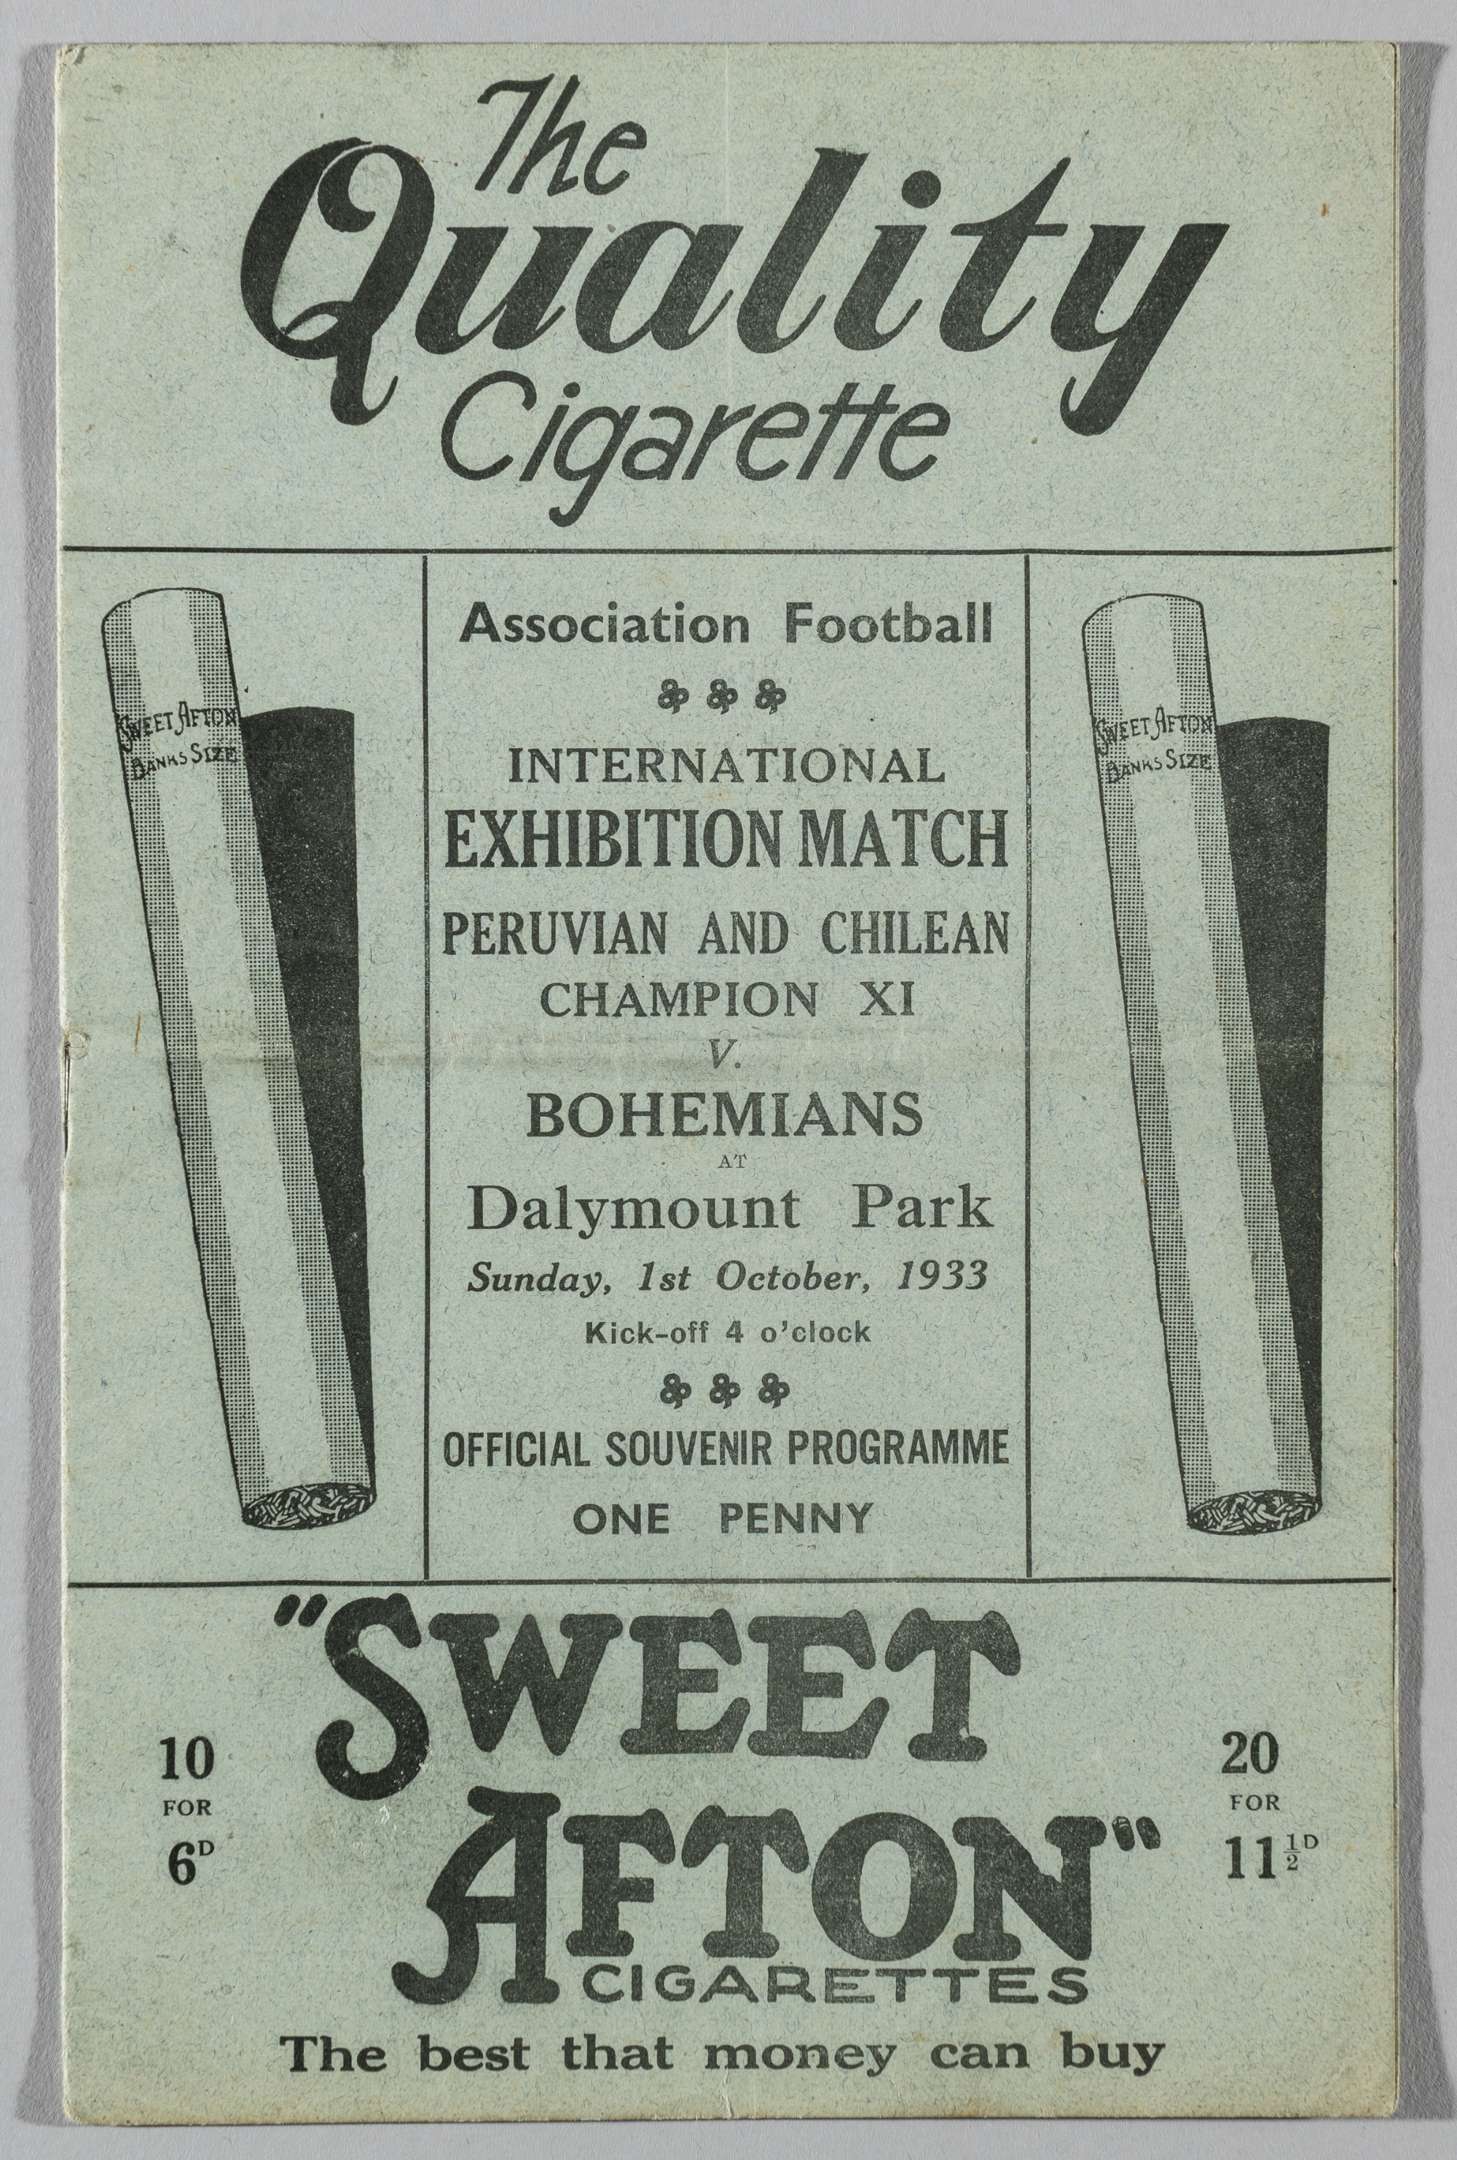 The
Quality
Cigarette
SWEET AFTON
BANKS SIZE
Association Football
INTERNATIONAL
EXHIBITION MATCH
PERUVIAN AND CHILEAN
CHAMPION XI
V.
BOHEMIANS
AT
Dalymount Park
Sunday, 1st October, 1933
Kick-off 4 o'clock
OFFICIAL SOUVENIR PROGRAMME
ONE PENNY
SWEET AFTON
BANKS SIZE
10
FOR
6D
"SWEET
AFTON"
CIGARETTES
20
FOR
11½D
The best that money can buy